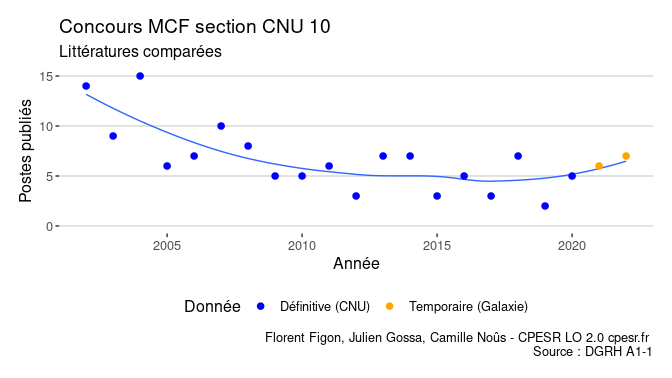 Concours MCF section CNU 10
Littératures comparées
Postes publiés
15
10
5
0
2005 2010 2015 2020
Année
Donnée Définitive (CNU) Temporaire (Galaxie)
Florent Figon, Julien Gossa, Camille Noûs - CPESR LO 2.0 cpesr.fr
Source : DGRH A1-1